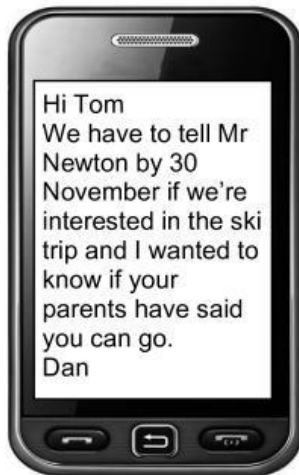 Hi Tom
We have to tell Mr
Newton by 30
November if we're
interested in the ski
trip and I wanted to
know if your
parents have said
you can go.
Dan